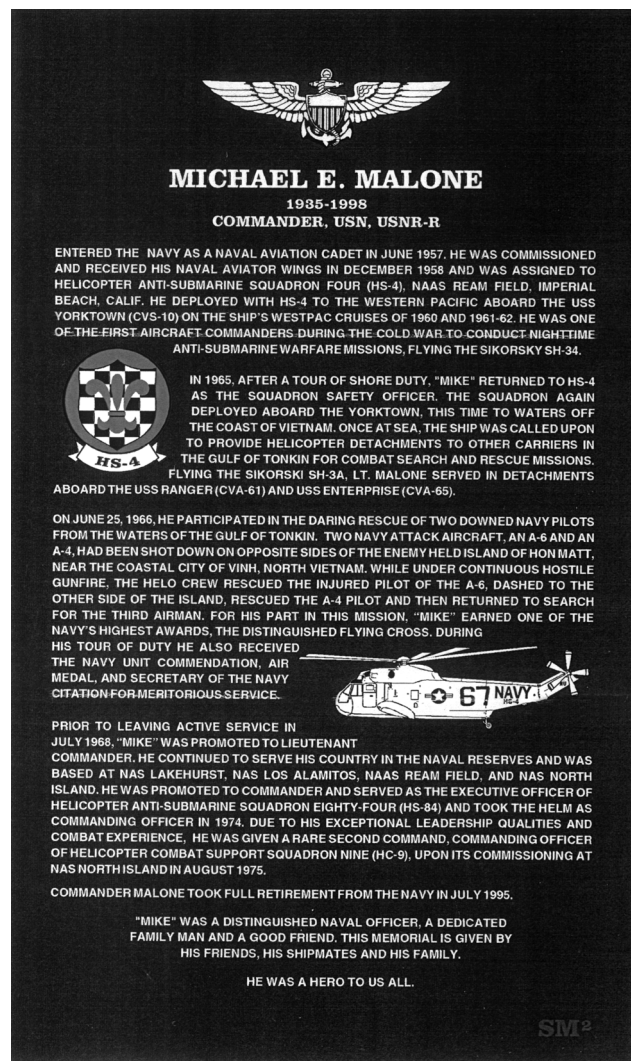 MICHAEL E. MALONE
1935-1998
COMMANDER, USN, USNR-R
ENTERED THE NAVY AS A NAVAL AVIATION CADET IN JUNE 1957. HE WAS COMMISSIONED
AND RECEIVED HIS NAVAL AVIATOR WINGS IN DECEMBER 1958 AND WAS ASSIGNED TO
HELICOPTER ANTI-SUBMARINE SQUADRON FOUR (HS-4), NAAS REAM FIELD, IMPERIAL
BEACH, CALIF. HE DEPLOYED WITH HS-4 TO THE WESTERN PACIFIC ABOARD THE USS
YORKTOWN (CVS-10) ON THE SHIP'S WESTPAC CRUISES OF 1960 AND 1961-62. HE WAS ONE
OF THE FIRST AIRCRAFT COMMANDERS DURING THE COLD WAR TO CONDUCT NIGHTTIME
ANTI-SUBMARINE WARFARE MISSIONS, FLYING THE SIKORSKY SH-34.
IN 1965, AFTER A TOUR OF SHORE DUTY, "MIKE" RETURNED TO HS-4
AS THE SQUADRON SAFETY OFFICER. THE SQUADRON AGAIN
DEPLOYED ABOARD THE YORKTOWN, THIS TIME TO WATERS OFF
THE COAST OF VIETNAM. ONCE AT SEA, THE SHIP WAS CALLED UPON
TO PROVIDE HELICOPTER DETACHMENTS TO OTHER CARRIERS IN
THE GULF OF TONKIN FOR COMBAT SEARCH AND RESCUE MISSIONS.
FLYING THE SIKORSKI SH-3A, LT. MALONE SERVED IN DETACHMENTS
ABOARD THE USS RANGER (CVA-61) AND USS ENTERPRISE (CVA-65).
HS-4
ON JUNE 25, 1966, HE PARTICIPATED IN THE DARING RESCUE OF TWO DOWNED NAVY PILOTS
FROM THE WATERS OF THE GULF OF TONKIN. TWO NAVY ATTACK AIRCRAFT, AN A-6 AND AN
A-4, HAD BEEN SHOT DOWN ON OPPOSITE SIDES OF THE ENEMY HELD ISLAND OF HON MATT,
NEAR THE COASTAL CITY OF VINH, NORTH VIETNAM. WHILE UNDER CONTINUOUS HOSTILE
GUNFIRE, THE HELO CREW RESCUED THE INJURED PILOT OF THE A-6, DASHED TO THE
OTHER SIDE OF THE ISLAND, RESCUED THE A-4 PILOT AND THEN RETURNED TO SEARCH
FOR THE THIRD AIRMAN. FOR HIS PART IN THIS MISSION, "MIKE" EARNED ONE OF THE
NAVY'S HIGHEST AWARDS, THE DISTINGUISHED FLYING CROSS. DURING
HIS TOUR OF DUTY HE ALSO RECEIVED
THE NAVY UNIT COMMENDATION, AIR
MEDAL, AND SECRETARY OF THE NAVY
CITATION FOR MERITORIOUS SERVICE.
67 NAVY
HS-4
PRIOR TO LEAVING ACTIVE SERVICE IN
JULY 1968, "MIKE" WAS PROMOTED TO LIEUTENANT
COMMANDER. HE CONTINUED TO SERVE HIS COUNTRY IN THE NAVAL RESERVES AND WAS
BASED AT NAS LAKEHURST, NAS LOS ALAMITOS, NAAS REAM FIELD, AND NAS NORTH
ISLAND. HE WAS PROMOTED TO COMMANDER AND SERVED AS THE EXECUTIVE OFFICER OF
HELICOPTER ANTI-SUBMARINE SQUADRON EIGHTY-FOUR (HS-84) AND TOOK THE HELM AS
COMMANDING OFFICER IN 1974. DUE TO HIS EXCEPTIONAL LEADERSHIP QUALITIES AND
COMBAT EXPERIENCE, HE WAS GIVEN A RARE SECOND COMMAND, COMMANDING OFFICER
OF HELICOPTER COMBAT SUPPORT SQUADRON NINE (HC-9), UPON ITS COMMISSIONING AT
NAS NORTH ISLAND IN AUGUST 1975.
COMMANDER MALONE TOOK FULL RETIREMENT FROM THE NAVY IN JULY 1995.
"MIKE" WAS A DISTINGUISHED NAVAL OFFICER, A DEDICATED
FAMILY MAN AND A GOOD FRIEND. THIS MEMORIAL IS GIVEN BY
HIS FRIENDS, HIS SHIPMATES AND HIS FAMILY.
HE WAS A HERO TO US ALL.
SM²